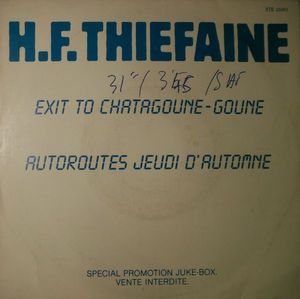 H.F. THIEFAINE
EXIT TO CHATAGOUNE-GOUNE
AUTOROUTES JEUDI D'AUTOMNE
SPECIAL PROMOTION JUKE-BOX.
VENTE INTERDITE.